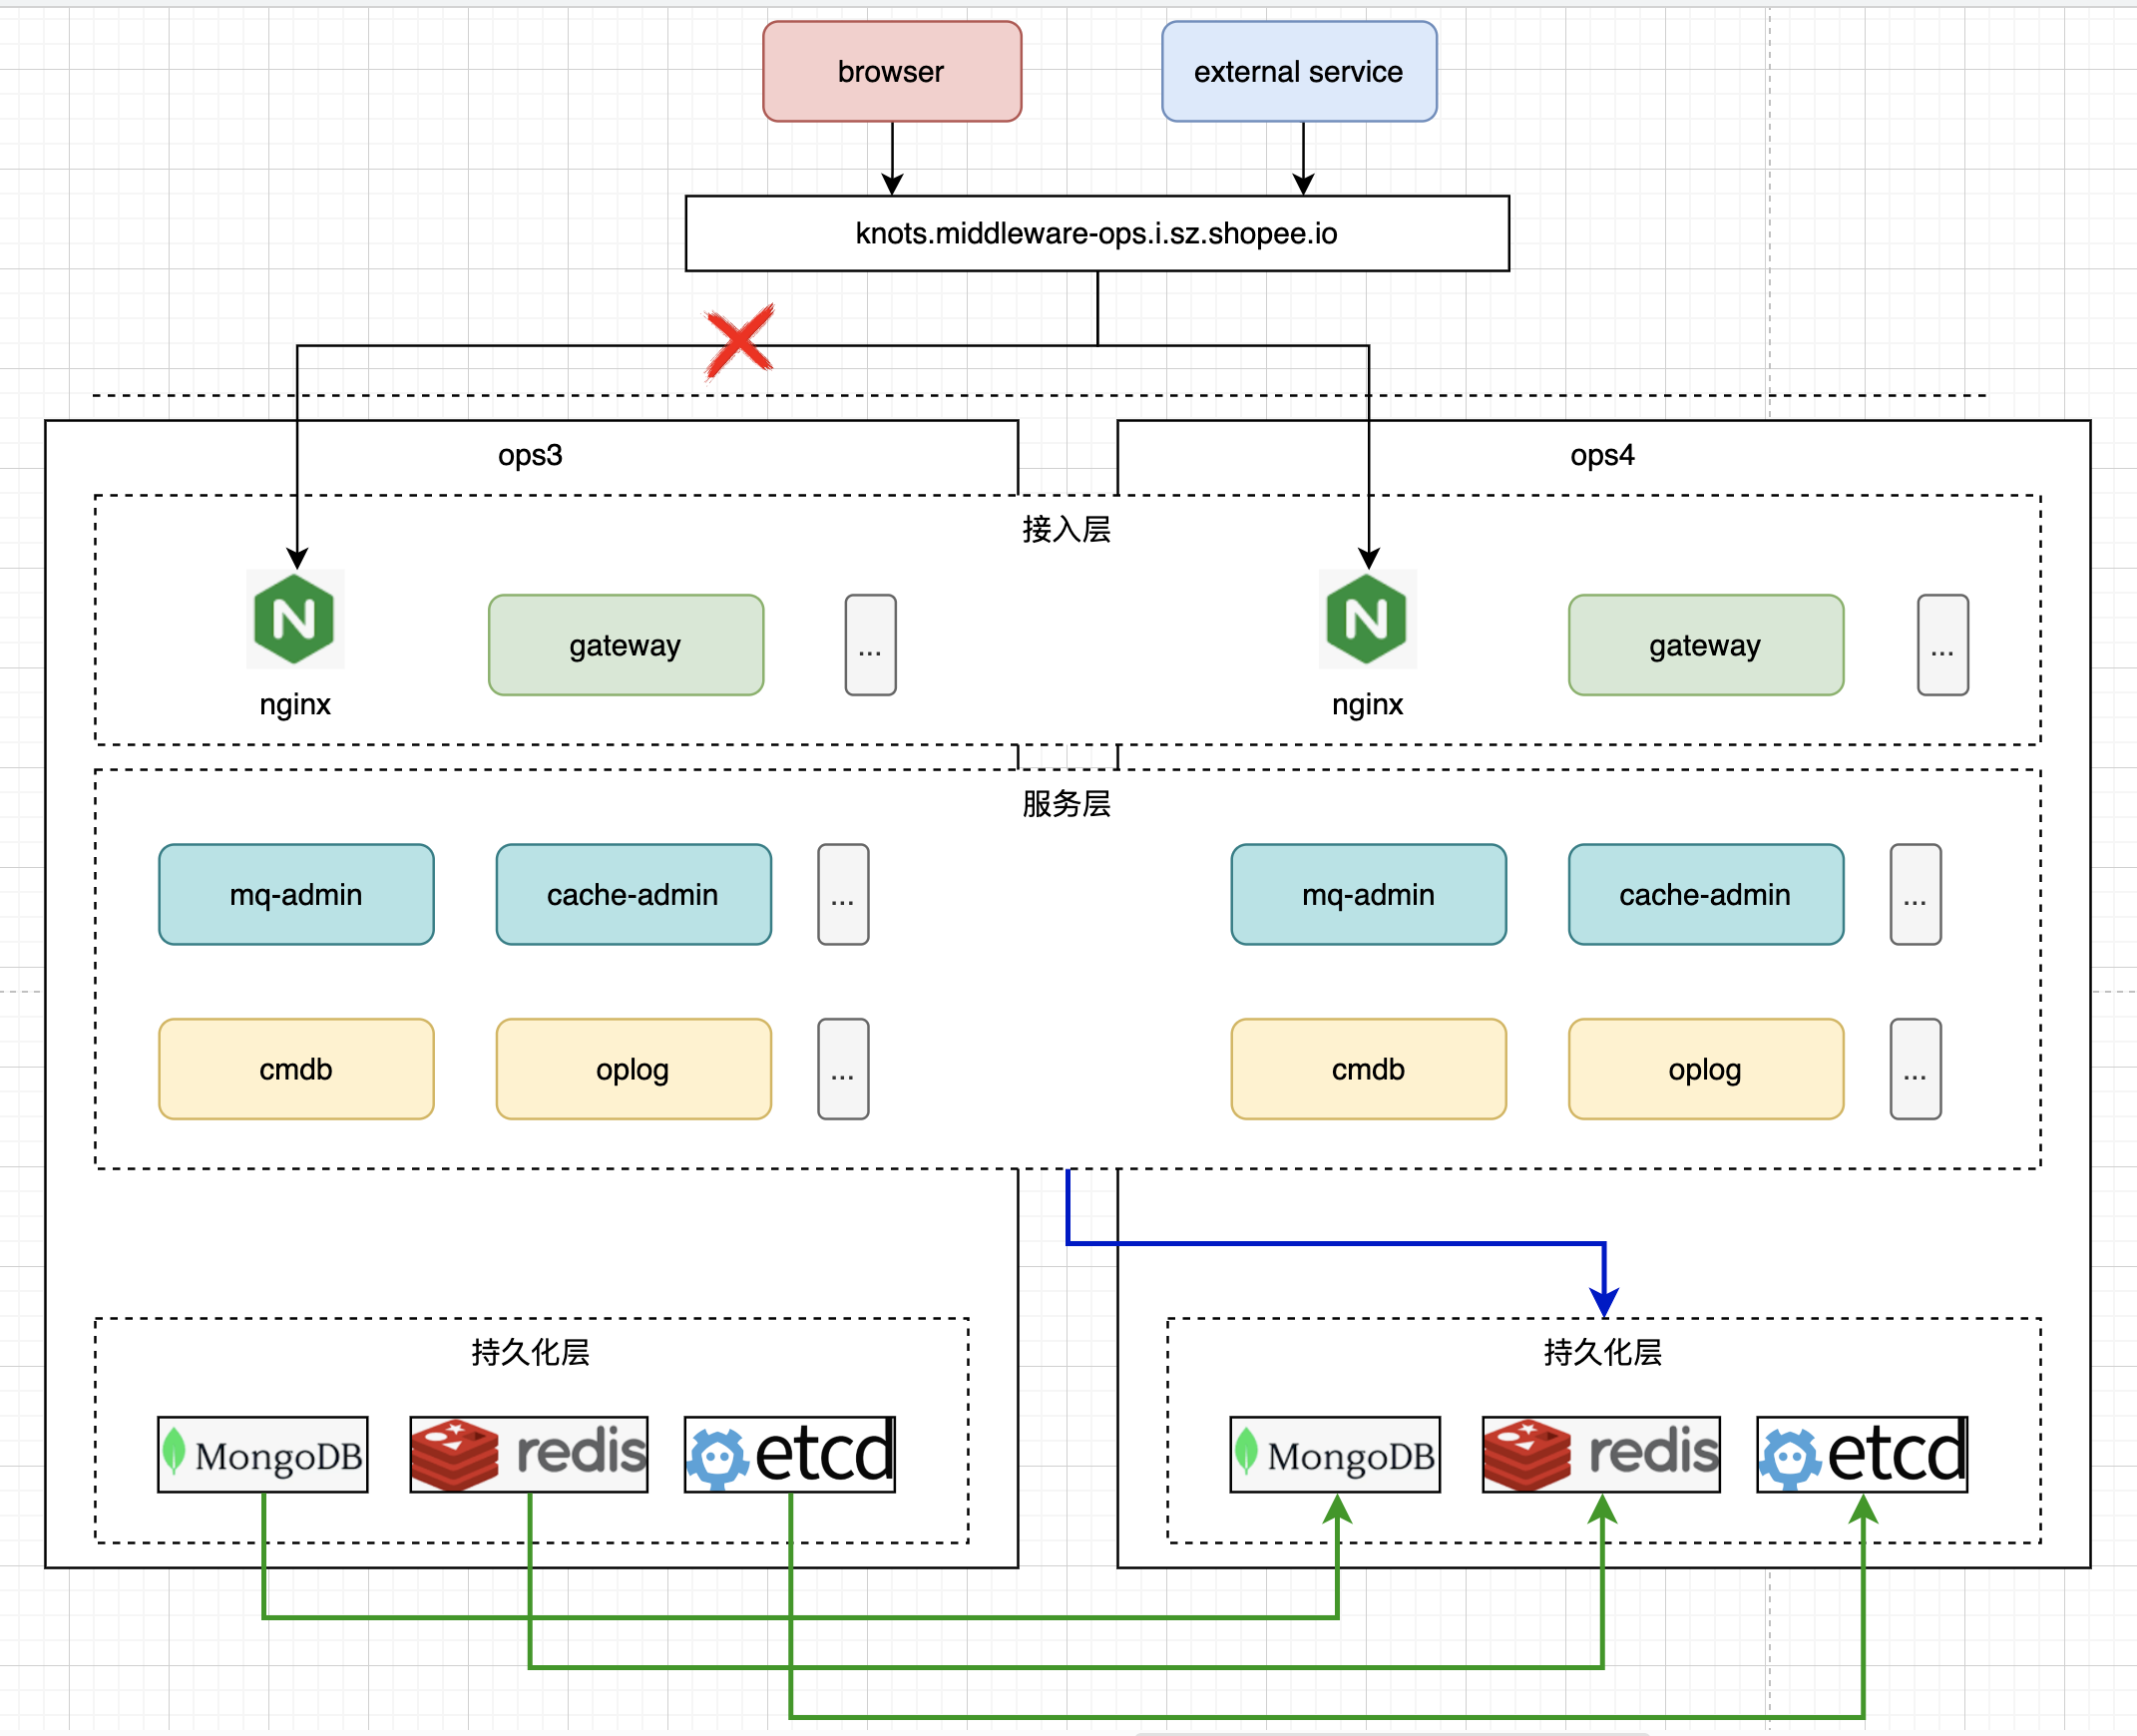 browser
external service
knots.middleware-ops.i.sz.shopee.io
ops3
ops4
接入层
nginx
gateway
...
nginx
gateway
...
服务层
mq-admin
cache-admin
...
mq-admin
cache-admin
...
cmdb
oplog
...
cmdb
oplog
...
持久化层
持久化层
MongoDB
redis
etcd
MongoDB
redis
etcd